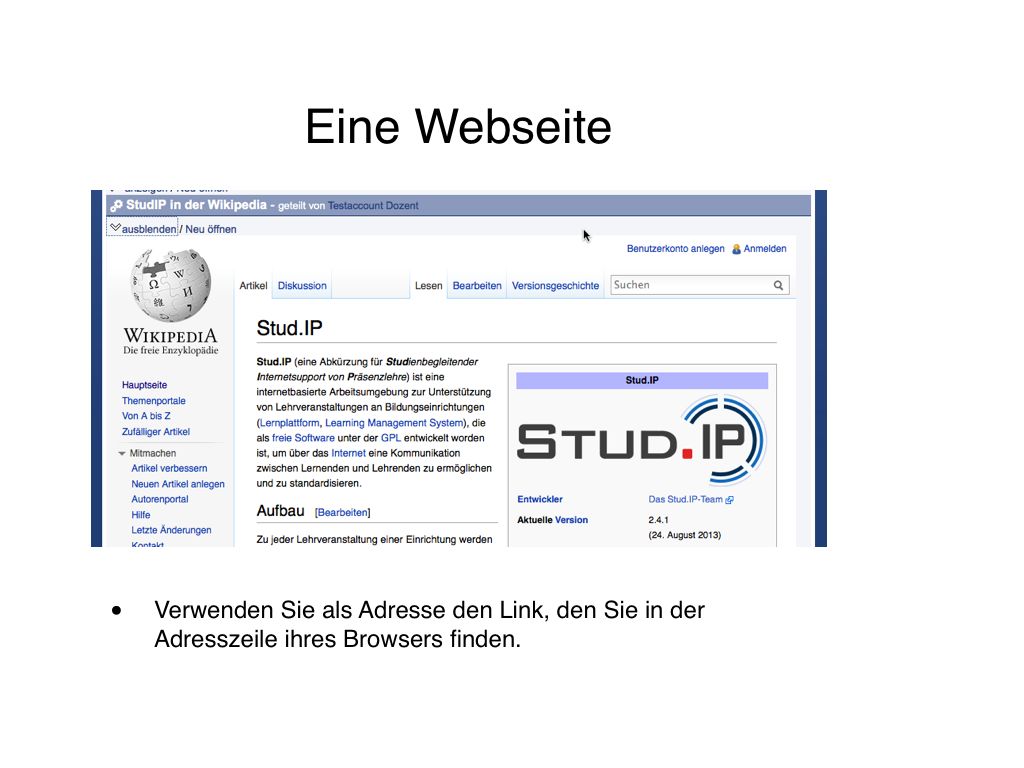 Eine Webseite
anzeigen / Neu öffnen
StudIP in der Wikipedia - geteilt von Testaccount Dozent
ausblenden / Neu öffnen
Benutzerkonto anlegen Anmelden
Artikel Diskussion Lesen Bearbeiten Versionsgeschichte Suchen
WIKIPEDIA
Die freie Enzyklopädie
Hauptseite
Themenportale
Von A bis Z
Zufälliger Artikel
Mitmachen
Artikel verbessern
Neuen Artikel anlegen
Autorenportal
Hilfe
Letzte Änderungen
Kontakt
Stud.IP
Stud.IP (eine Abkürzung für Studienbegleitender
Internetsupport von Präsenzlehre) ist eine
internetbasierte Arbeitsumgebung zur Unterstützung
von Lehrveranstaltungen an Bildungseinrichtungen
(Lernplattform, Learning Management System), die
als freie Software unter der GPL entwickelt worden
ist, um über das Internet eine Kommunikation
zwischen Lernenden und Lehrenden zu ermöglichen
und zu standardisieren.
Aufbau [Bearbeiten]
Zu jeder Lehrveranstaltung einer Einrichtung werden
Stud.IP
STUD.IP
Entwickler Das Stud.IP-Team
Aktuelle Version 2.4.1
(24. August 2013)
• Verwenden Sie als Adresse den Link, den Sie in der
Adresszeile ihres Browsers finden.